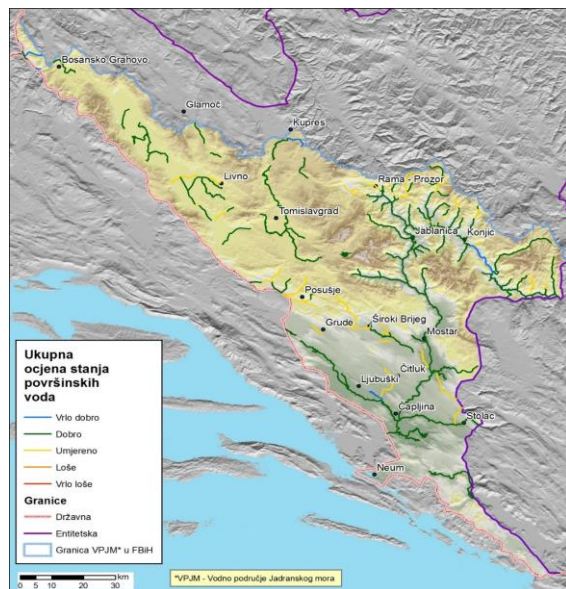 Bosansko Grahovo
Glamoč
Kupres
Livno
Rama - Prozor
Tomislavgrad
Jablanica
Konjic
Posušje
Grude
Široki Brijeg
Mostar
Čitluk
Ljubuški
Čapljina
Stolac
Neum
Ukupna
ocjena stanja
površinskih
voda
Vrlo dobro
Dobro
Umjereno
Loše
Vrlo loše
Granice
Državna
Entitetska
Granica VPJM* u FBiH
km
0 5 10 20 30
*VPJM - Vodno područje Jadranskog mora